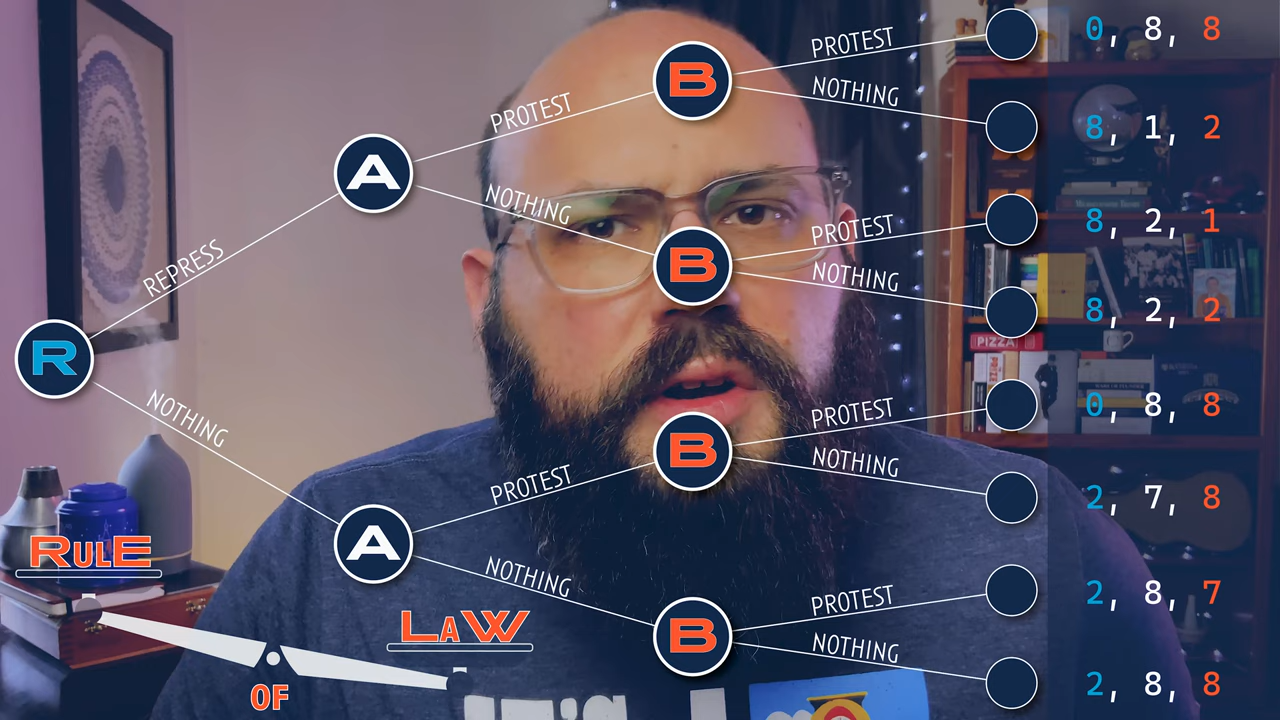 PROTEST
0, 8, 8
B
PROTEST
NOTHING
8, 1, 2
A
NOTHING
PROTEST
8, 2, 1
REPRESS
B
NOTHING
8, 2, 2
R
PIZZA
NOTHING
PROTEST
0, 8, 8
B
PROTEST
NOTHING
2, 7, 8
A
RULE
NOTHING
PROTEST
2, 8, 7
LAW
B
NOTHING
2, 8, 8
OF